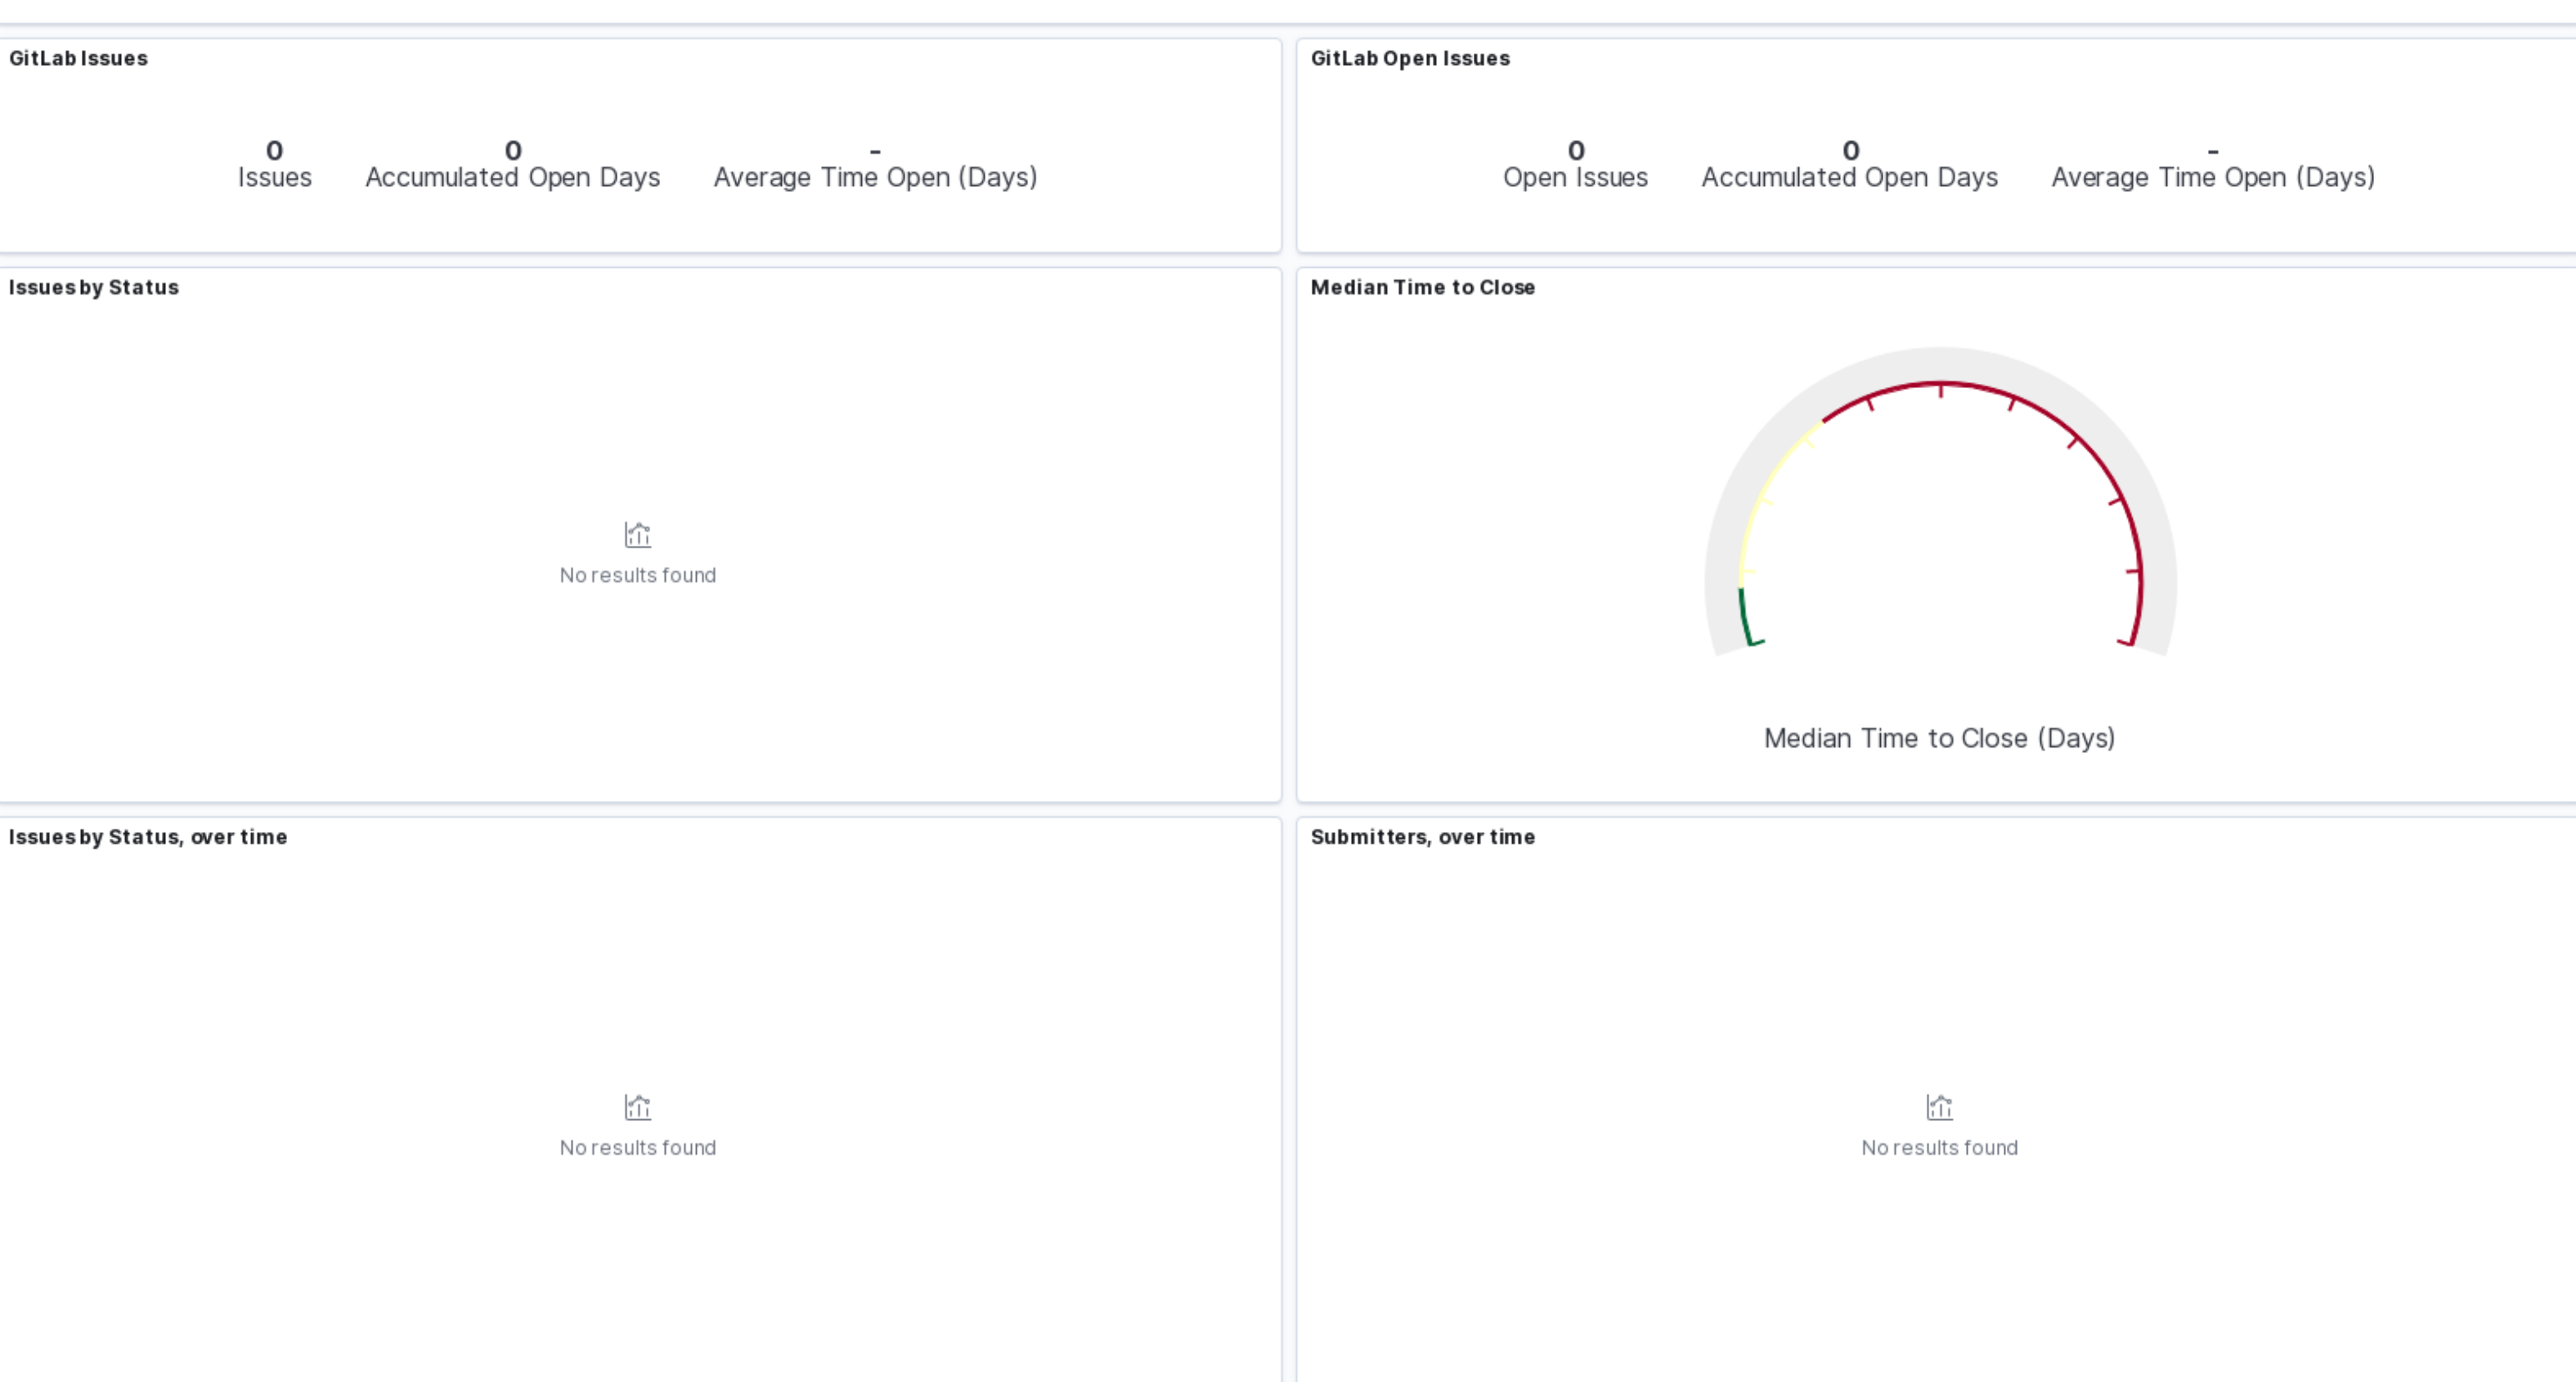 GitLab Issues
0 0 -
Issues Accumulated Open Days Average Time Open (Days)
GitLab Open Issues
0 0 -
Open Issues Accumulated Open Days Average Time Open (Days)
Issues by Status
No results found
Median Time to Close
Median Time to Close (Days)
Issues by Status, over time
No results found
Submitters, over time
No results found